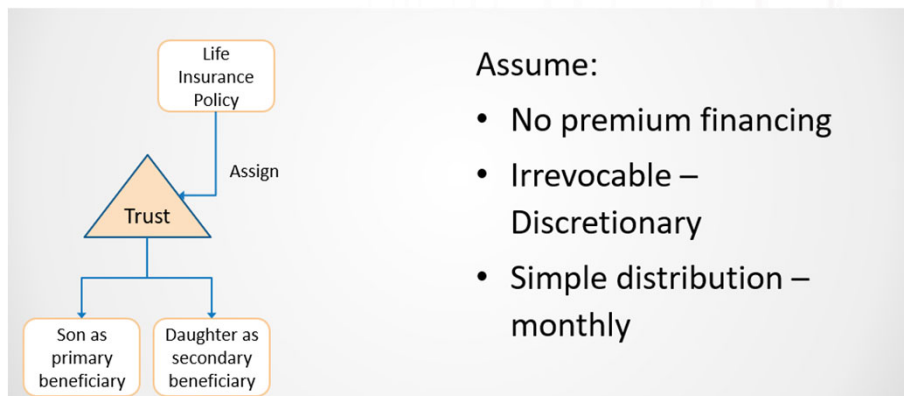 Life
Insurance
Policy
Assign
Trust
Son as
primary
beneficiary
Daughter as
secondary
beneficiary
Assume:
• No premium financing
• Irrevocable –
Discretionary
• Simple distribution –
monthly